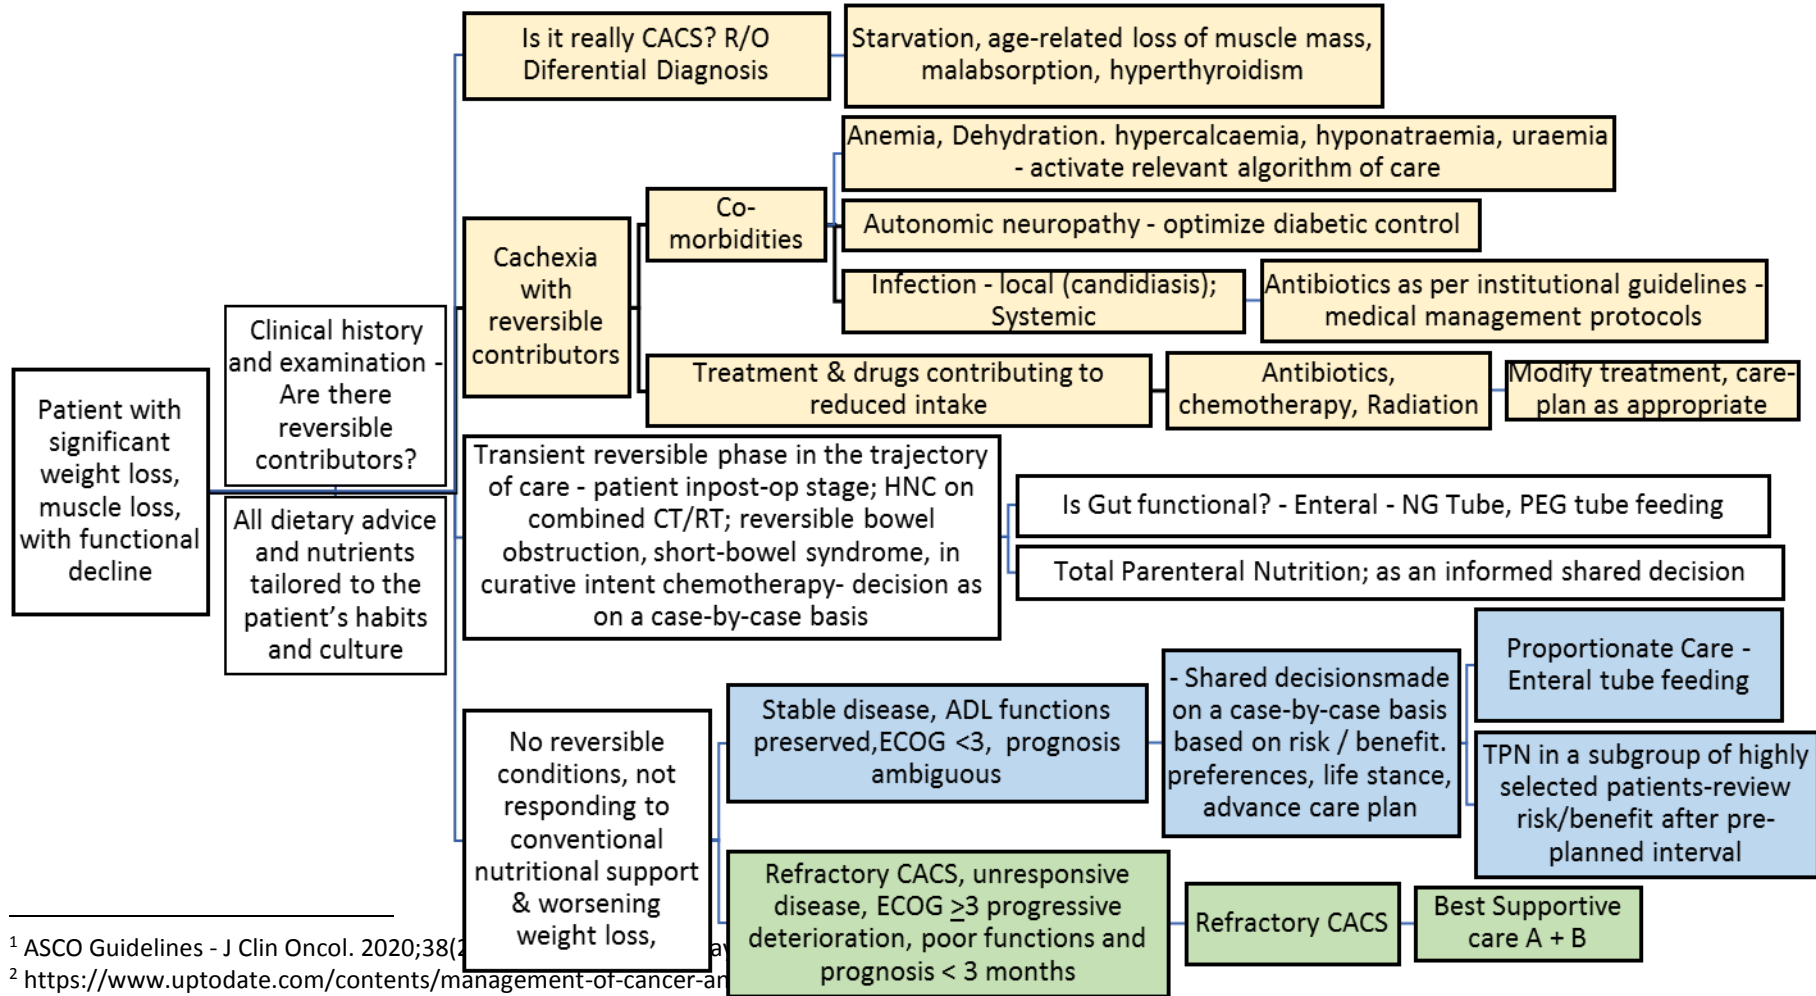 Patient with
significant
weight loss,
muscle loss,
with functional
decline
Clinical history
and examination -
Are there
reversible
contributors?
All dietary advice
and nutrients
tailored to the
patient’s habits
and culture
Is it really CACS? R/O
Diferential Diagnosis
Starvation, age-related loss of muscle mass,
malabsorption, hyperthyroidism
Cachexia
with
reversible
contributors
Co-
morbidities
Anemia, Dehydration. hypercalcaemia, hyponatraemia, uraemia
- activate relevant algorithm of care
Autonomic neuropathy - optimize diabetic control
Infection - local (candidiasis);
Systemic
Antibiotics as per institutional guidelines -
medical management protocols
Treatment & drugs contributing to
reduced intake
Antibiotics,
chemotherapy, Radiation
Modify treatment, care-
plan as appropriate
Transient reversible phase in the trajectory
of care - patient inpost-op stage; HNC on
combined CT/RT; reversible bowel
obstruction, short-bowel syndrome, in
curative intent chemotherapy- decision as
on a case-by-case basis
Is Gut functional? - Enteral - NG Tube, PEG tube feeding
Total Parenteral Nutrition; as an informed shared decision
No reversible
conditions, not
responding to
conventional
nutritional support
& worsening
weight loss,
Stable disease, ADL functions
preserved,ECOG <3, prognosis
ambiguous
- Shared decisionsmade
on a case-by-case basis
based on risk / benefit.
preferences, life stance,
advance care plan
Proportionate Care -
Enteral tube feeding
TPN in a subgroup of highly
selected patients-review
risk/benefit after pre-
planned interval
Refractory CACS, unresponsive
disease, ECOG ≥3 progressive
deterioration, poor functions and
prognosis < 3 months
Refractory CACS
Best Supportive
care A + B
¹ ASCO Guidelines - J Clin Oncol. 2020;38(2
² https://www.uptodate.com/contents/management-of-cancer-an